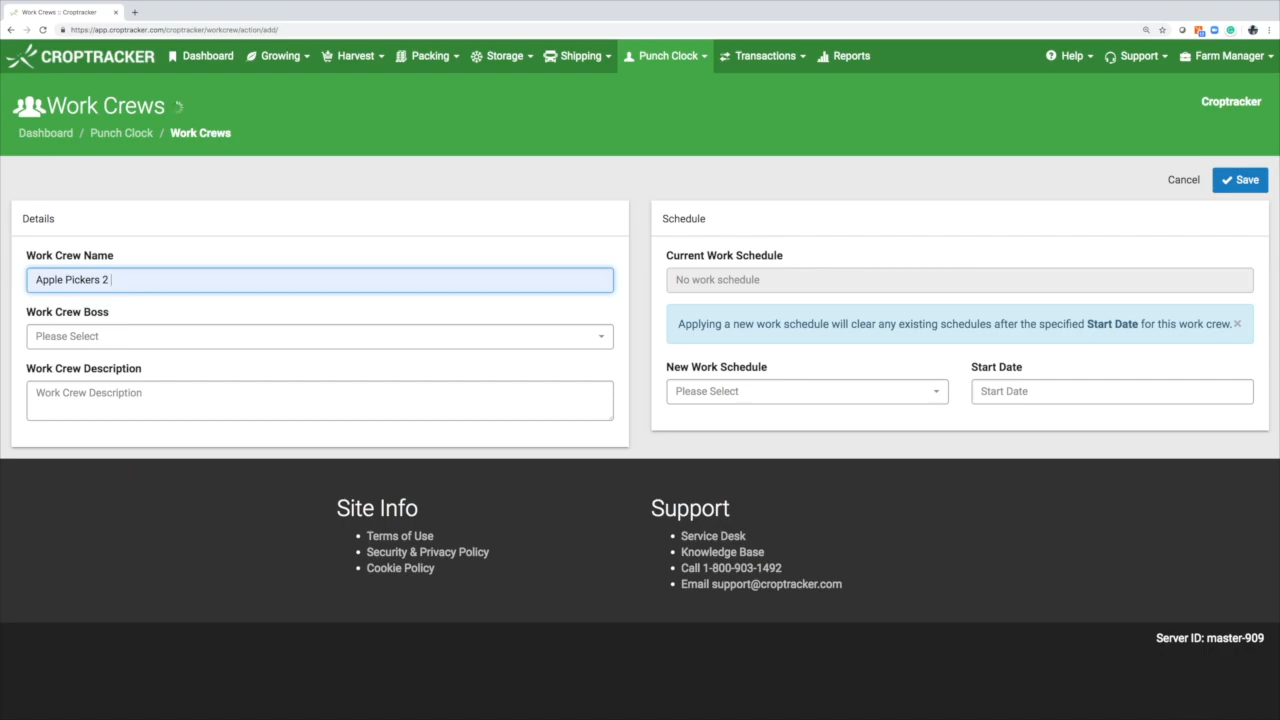 Work Crews :: Croptracker
https://app.croptracker.com/croptracker/workcrew/action/add/
CROPTRACKER Dashboard Growing Harvest Packing Storage Shipping Punch Clock Transactions Reports Help Support Farm Manager
Work Crews
Croptracker
Dashboard / Punch Clock / Work Crews
Cancel Save
Details
Work Crew Name
Apple Pickers 2
Work Crew Boss
Please Select
Work Crew Description
Work Crew Description
Schedule
Current Work Schedule
No work schedule
Applying a new work schedule will clear any existing schedules after the specified Start Date for this work crew.
New Work Schedule
Please Select
Start Date
Start Date
Site Info
Terms of Use
Security & Privacy Policy
Cookie Policy
Support
Service Desk
Knowledge Base
Call 1-800-903-1492
Email support@croptracker.com
Server ID: master-909